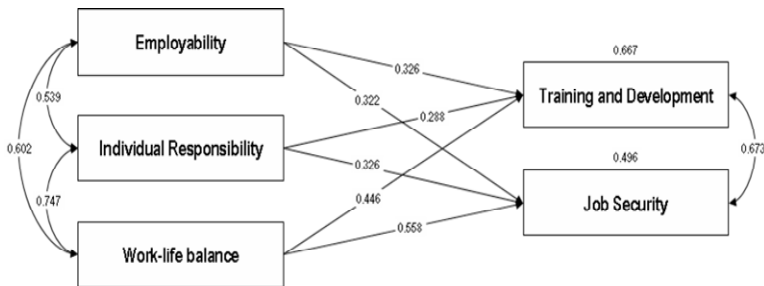 Employability
0.667
0.326
Training and Development
0.539
0.322
0.288
0.602
Individual Responsibility
0.673
0.326
0.496
0.747
0.446
Job Security
0.558
Work-life balance